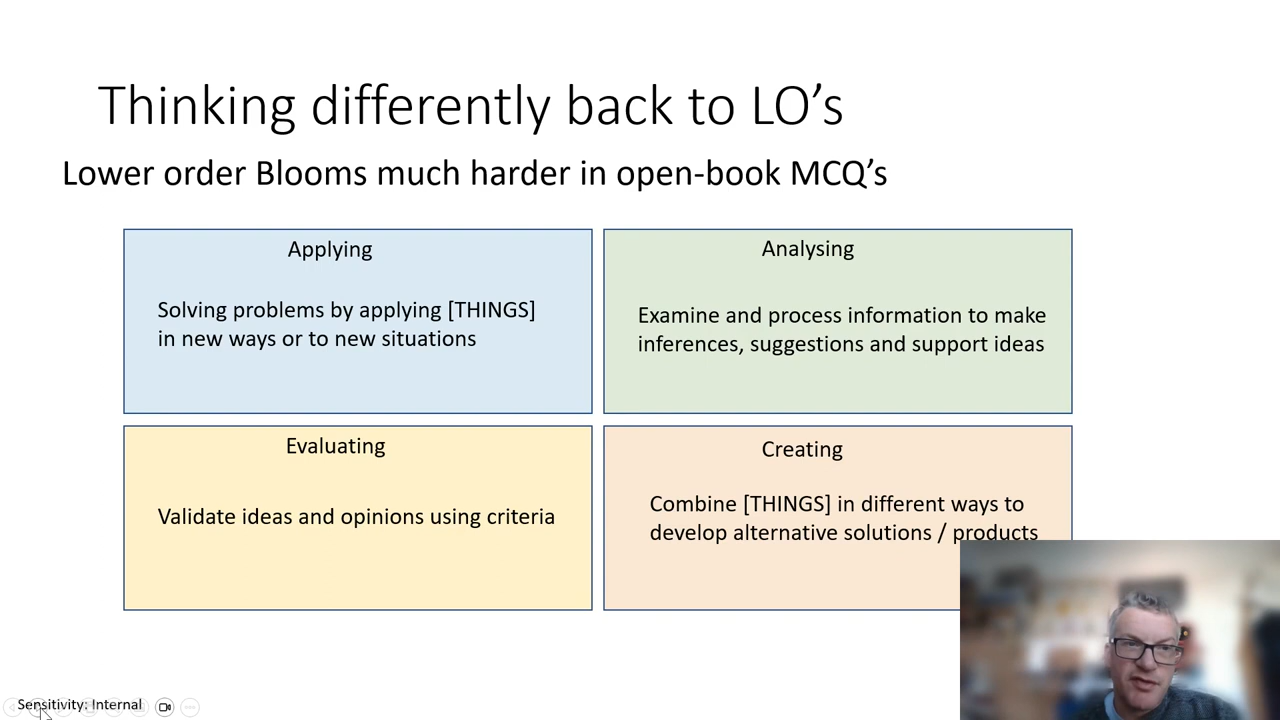 Thinking differently back to LO's
Lower order Blooms much harder in open-book MCQ's
Applying
Solving problems by applying [THINGS]
in new ways or to new situations
Analysing
Examine and process information to make
inferences, suggestions and support ideas
Evaluating
Validate ideas and opinions using criteria
Creating
Combine [THINGS] in different ways to
develop alternative solutions / products
Sensitivity: Internal